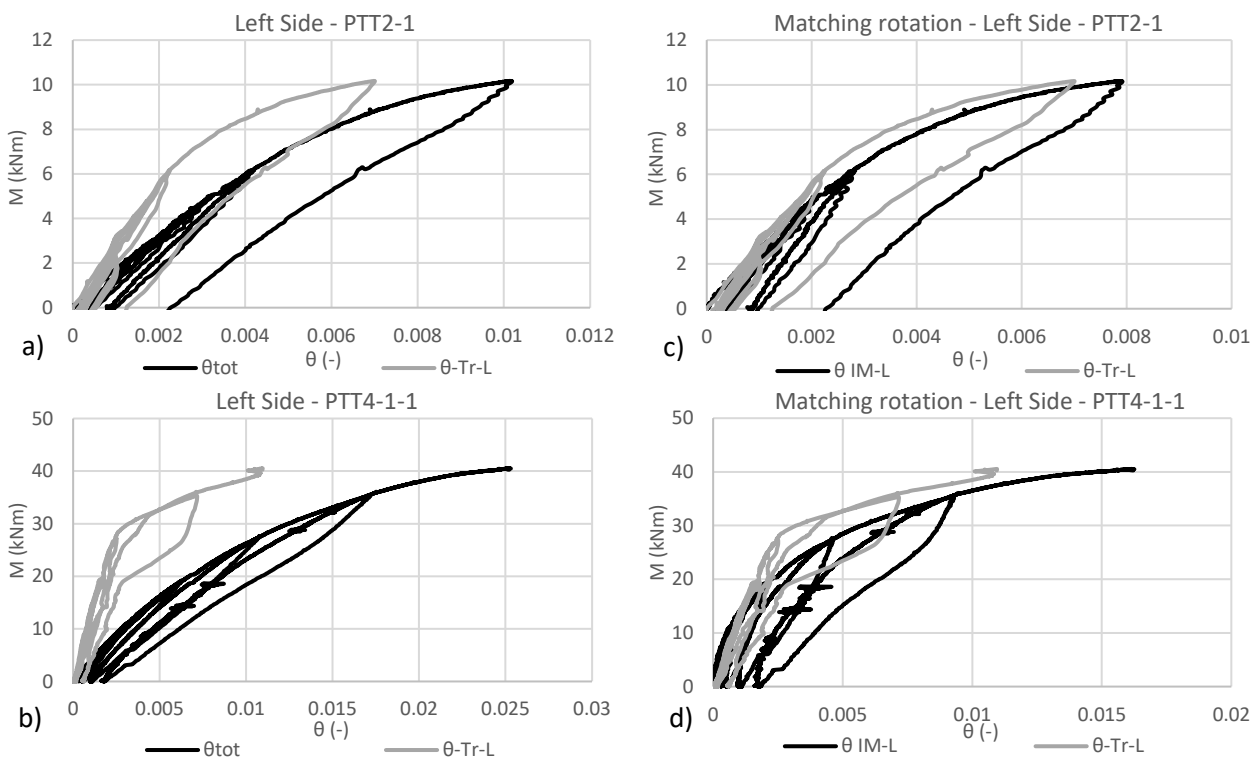 Left Side - PTT2-1
12
10
8
6
4
2
0
M (kNm)
0 0.002 0.004 0.006 0.008 0.01 0.012
θ (-)
a)
θtot θ-Tr-L
Matching rotation - Left Side - PTT2-1
12
10
8
6
4
2
0
M (kNm)
0 0.002 0.004 0.006 0.008 0.01
θ (-)
c)
θ IM-L θ-Tr-L
Left Side - PTT4-1-1
50
40
30
20
10
0
M (kNm)
0 0.005 0.01 0.015 0.02 0.025 0.03
θ (-)
b)
θtot θ-Tr-L
Matching rotation - Left Side - PTT4-1-1
50
40
30
20
10
0
M (kNm)
0 0.005 0.01 0.015 0.02
θ (-)
d)
θ IM-L θ-Tr-L